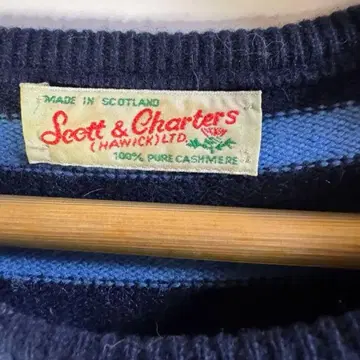 MADE IN SCOTLAND
Scott & Charters
(HAWICK) LTD.
100% PURE CASHMERE